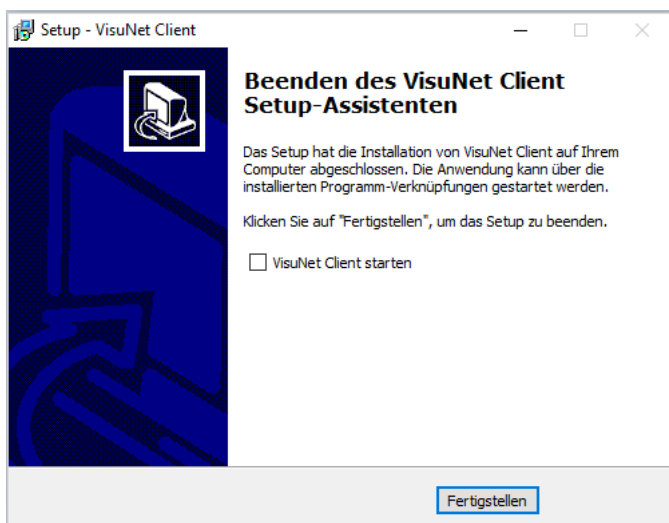 Setup - VisuNet Client
Beenden des VisuNet Client
Setup-Assistenten
Das Setup hat die Installation von VisuNet Client auf Ihrem
Computer abgeschlossen. Die Anwendung kann über die
installierten Programm-Verknüpfungen gestartet werden.
Klicken Sie auf "Fertigstellen", um das Setup zu beenden.
VisuNet Client starten
Fertigstellen